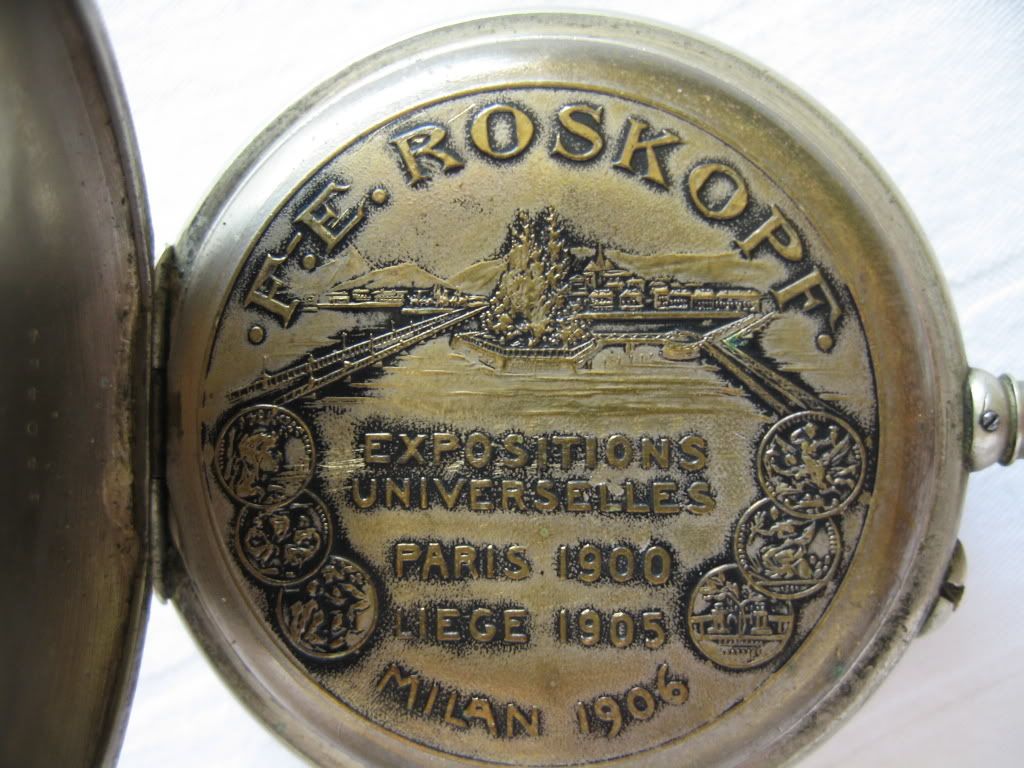 . F. E. ROSKOPF.
EXPOSITIONS
UNIVERSELLES
PARIS 1900
LIEGE 1905
MILAN 1906